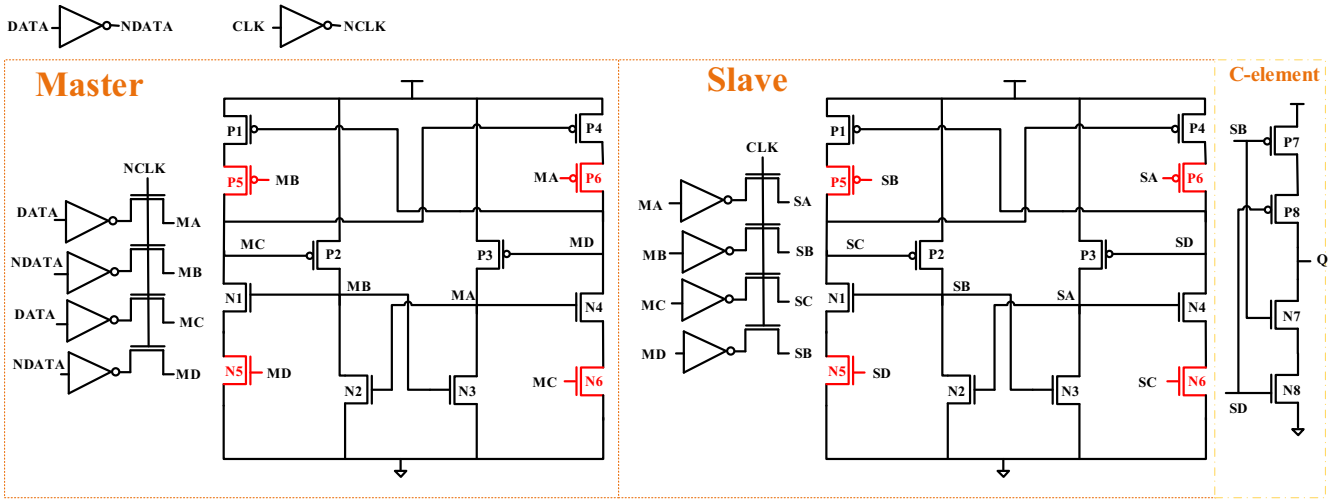 DATA NDATA CLK NCLK
Master
NCLK
DATA MA
NDATA MB
DATA MC
NDATA MD
P1 P4
P5 MB MA P6
MC P2 P3 MD
N1 MB MA N4
N5 MD N2 N3 MC N6
Slave
CLK
MA SA
MB SB
MC SC
MD SB
P1 P4
P5 SB SA P6
SC P2 P3 SD
N1 SB SA N4
N5 SD N2 N3 SC N6
C-element
SB P7
P8
Q
N7
SD N8